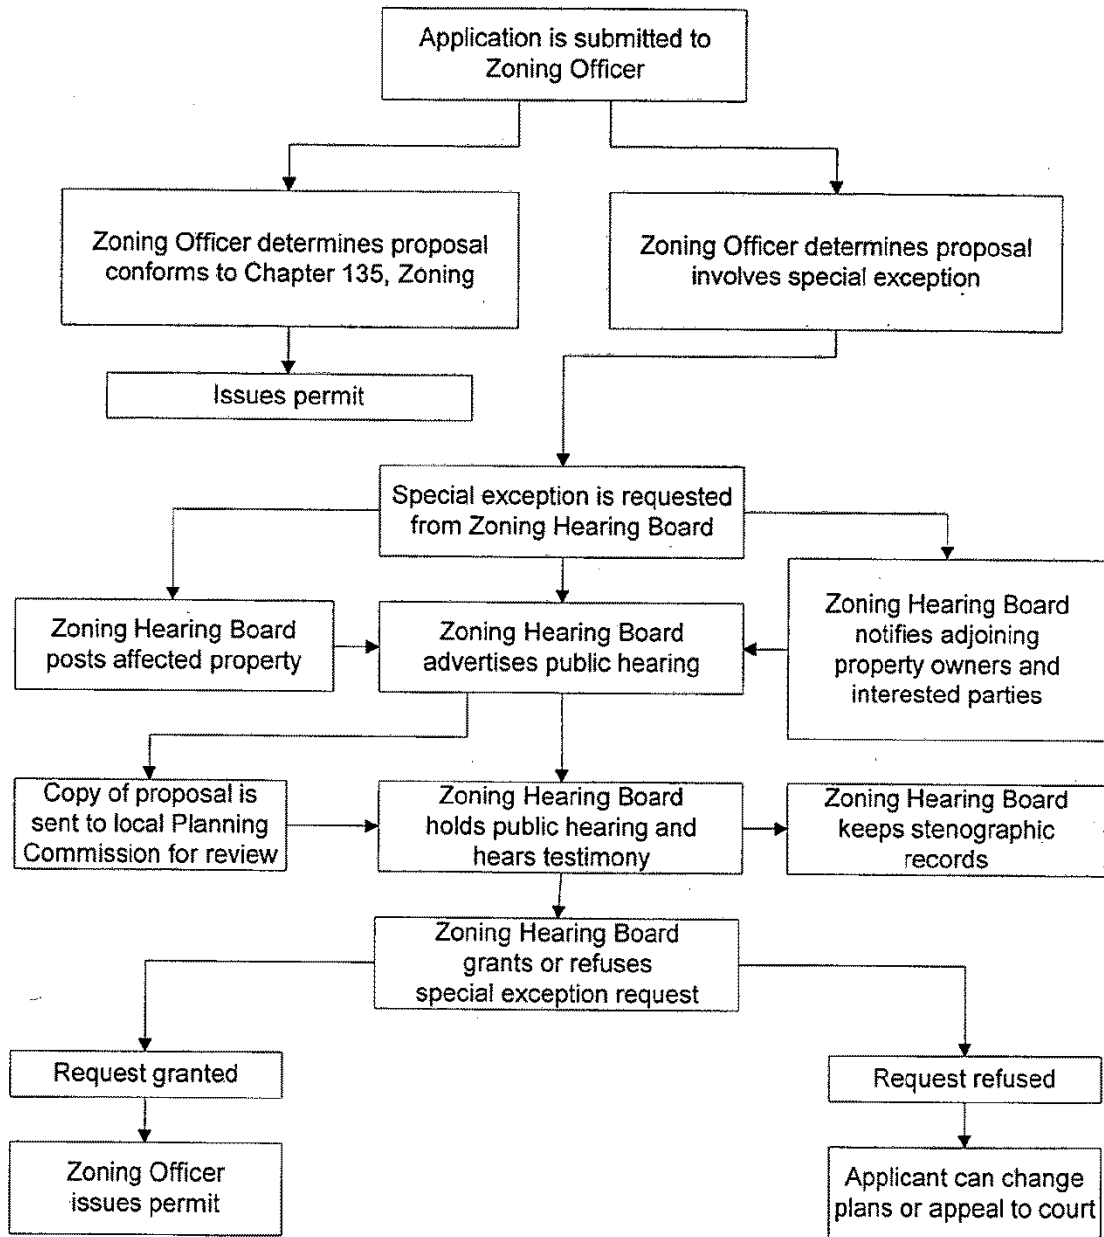 Application is submitted to
Zoning Officer
Zoning Officer determines proposal
conforms to Chapter 135, Zoning
Zoning Officer determines proposal
involves special exception
Issues permit
Special exception is requested
from Zoning Hearing Board
Zoning Hearing Board
posts affected property
Zoning Hearing Board
advertises public hearing
Zoning Hearing Board
notifies adjoining
property owners and
interested parties
Copy of proposal is
sent to local Planning
Commission for review
Zoning Hearing Board
holds public hearing and
hears testimony
Zoning Hearing Board
keeps stenographic
records
Zoning Hearing Board
grants or refuses
special exception request
Request granted
Request refused
Zoning Officer
issues permit
Applicant can change
plans or appeal to court